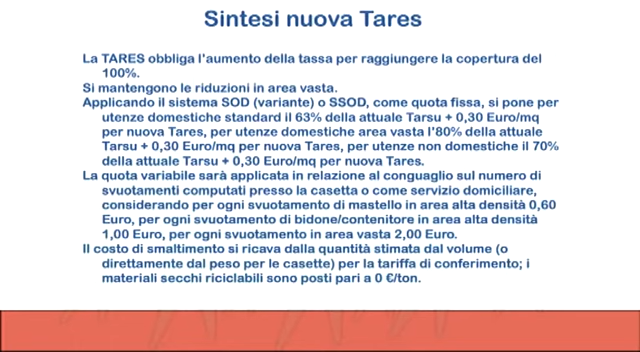 Sintesi nuova Tares
La TARES obbliga l'aumento della tassa per raggiungere la copertura del
100%.
Si mantengono le riduzioni in area vasta.
Applicando il sistema SOD (variante) o SSOD, come quota fissa, si pone per
utenze domestiche standard il 63% della attuale Tarsu + 0,30 Euro/mq
per nuova Tares, per utenze domestiche area vasta l'80% della attuale
Tarsu + 0,30 Euro/mq per nuova Tares, per utenze non domestiche il 70%
della attuale Tarsu + 0,30 Euro/mq per nuova Tares.
La quota variabile sarà applicata in relazione al conguaglio sul numero di
svuotamenti computati presso la casetta o come servizio domiciliare,
considerando per ogni svuotamento di mastello in area alta densità 0,60
Euro, per ogni svuotamento di bidone/contenitore in area alta densità
1,00 Euro, per ogni svuotamento in area vasta 2,00 Euro.
Il costo di smaltimento si ricava dalla quantità stimata dal volume (o
direttamente dal peso per le casette) per la tariffa di conferimento; i
materiali secchi riciclabili sono posti pari a 0 €/ton.